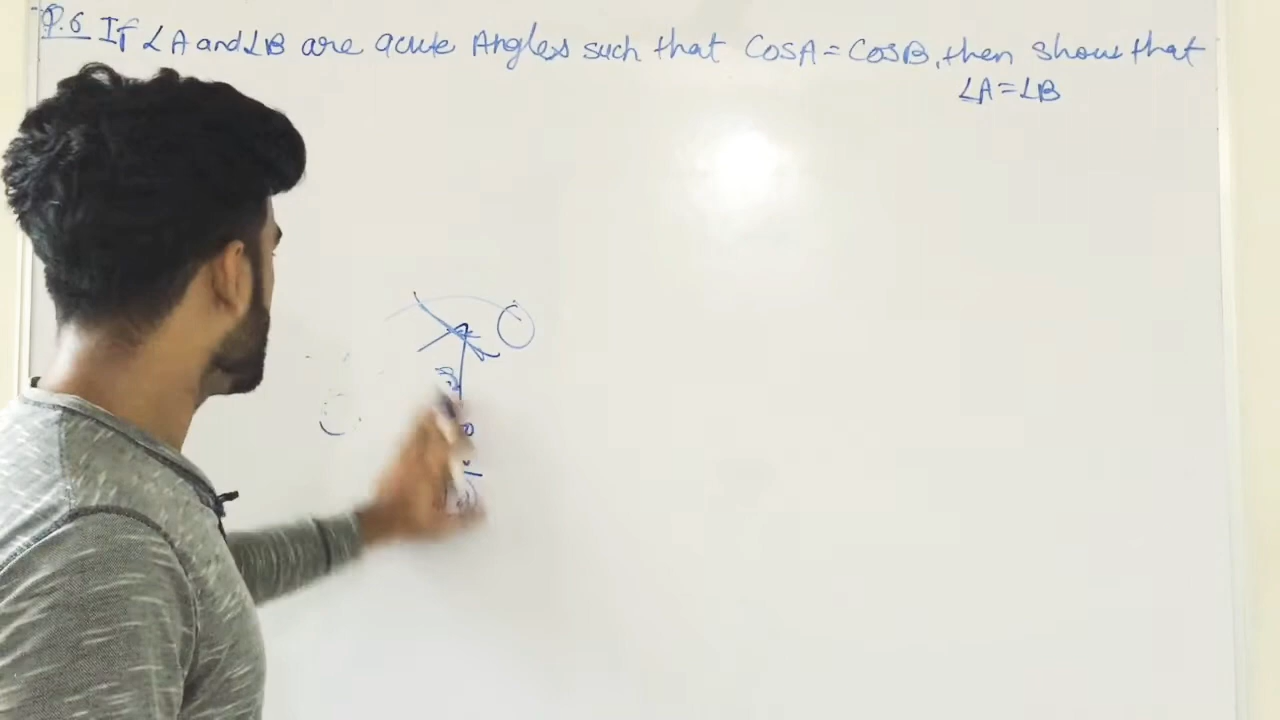 Q.6 If ∠A and ∠B are acute Angles such that CosA = CosB, then show that
∠A = ∠B